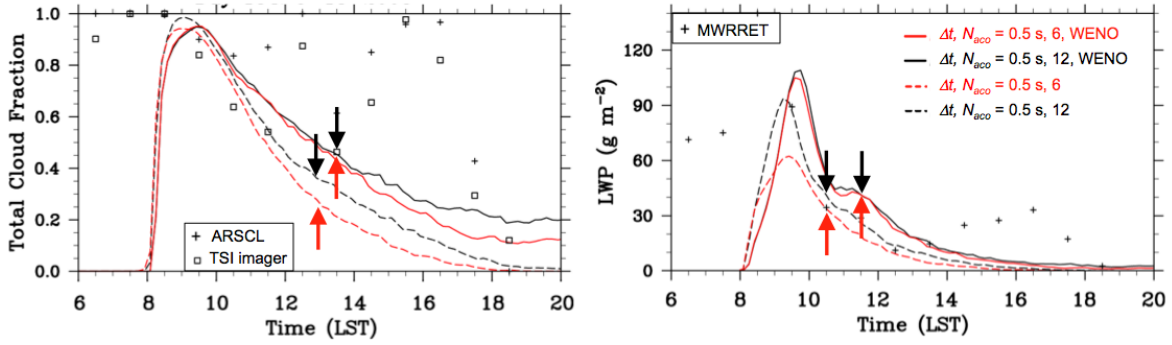 Total Cloud Fraction
1.0
0.8
0.6
0.4
0.2
0.0
ARSCL
TSI imager
6 8 10 12 14 16 18 20
Time (LST)
LWP (g m⁻²)
120
90
60
30
0
MWRRET
Δt, Naco = 0.5 s, 6, WENO
Δt, Naco = 0.5 s, 12, WENO
Δt, Naco = 0.5 s, 6
Δt, Naco = 0.5 s, 12
6 8 10 12 14 16 18 20
Time (LST)